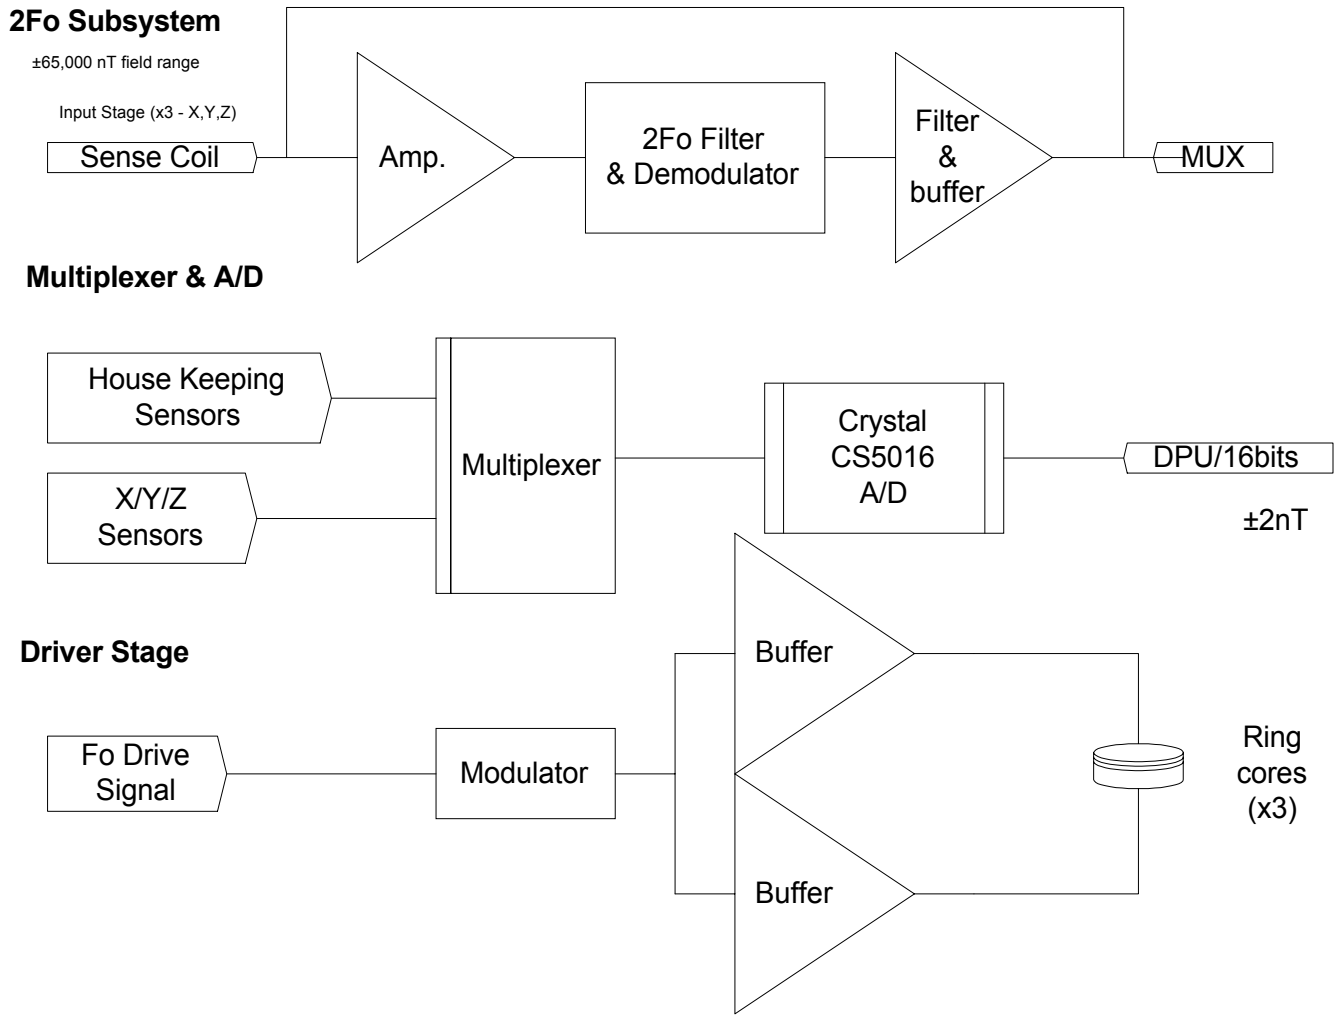 2Fo Subsystem
±65,000 nT field range
Input Stage (x3 - X,Y,Z)
Sense Coil
Amp.
2Fo Filter
& Demodulator
Filter
&
buffer
MUX
Multiplexer & A/D
House Keeping
Sensors
X/Y/Z
Sensors
Multiplexer
Crystal
CS5016
A/D
DPU/16bits
±2nT
Driver Stage
Fo Drive
Signal
Modulator
Buffer
Buffer
Ring
cores
(x3)